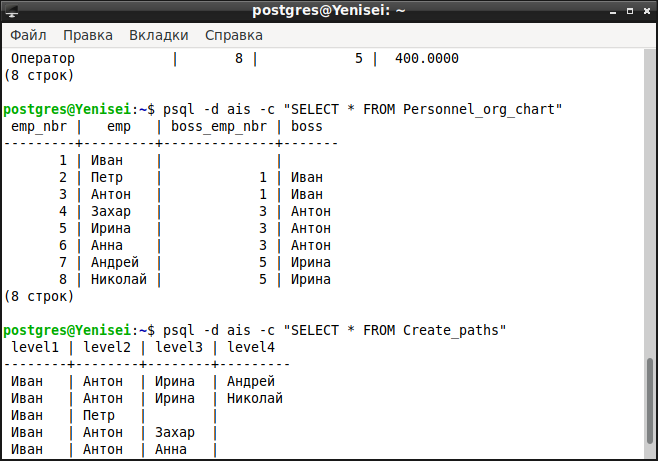 postgres@Yenisei: ~
Файл Правка Вкладки Справка
 Оператор            |       8 |            5 |  400.0000
(8 строк)

postgres@Yenisei:~$ psql -d ais -c "SELECT * FROM Personnel_org_chart"
 emp_nbr |   emp   | boss_emp_nbr | boss
---------+---------+--------------+-------
       1 | Иван    |              |
       2 | Петр    |            1 | Иван
       3 | Антон   |            1 | Иван
       4 | Захар   |            3 | Антон
       5 | Ирина   |            3 | Антон
       6 | Анна    |            3 | Антон
       7 | Андрей  |            5 | Ирина
       8 | Николай |            5 | Ирина
(8 строк)

postgres@Yenisei:~$ psql -d ais -c "SELECT * FROM Create_paths"
 level1 | level2 | level3 | level4
--------+--------+--------+---------
 Иван   | Антон  | Ирина  | Андрей
 Иван   | Антон  | Ирина  | Николай
 Иван   | Петр   |        |
 Иван   | Антон  | Захар  |
 Иван   | Антон  | Анна   |